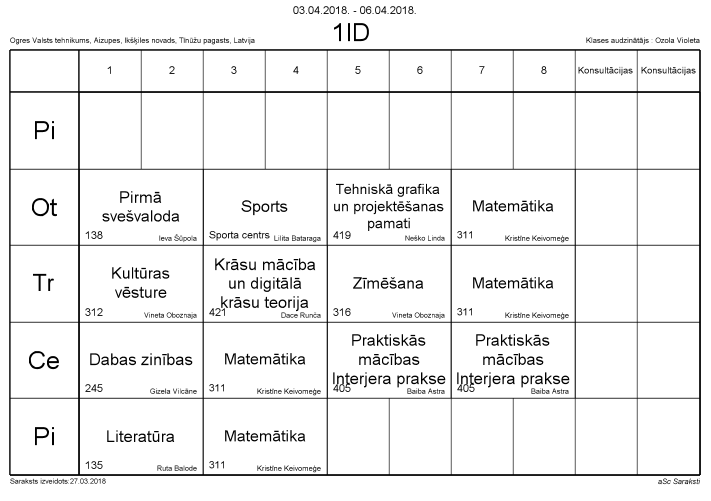 03.04.2018. - 06.04.2018.
Ogres Valsts tehnikums, Aizupes, Ikšķiles novads, Tīnūžu pagasts, Latvija
1ID
Klases audzinātājs : Ozola Violeta
1 2 3 4 5 6 7 8 Konsultācijas Konsultācijas
Pi
Ot
Pirmā
svešvaloda
138 Ieva Šūpola
Sports
Sporta centrs Lilita Bataraga
Tehniskā grafika
un projektēšanas
pamati
419 Neško Linda
Matemātika
311 Kristīne Keivomeģe
Tr
Kultūras
vēsture
312 Vineta Oboznaja
Krāsu mācība
un digitālā
krāsu teorija
421 Dace Runča
Zīmēšana
316 Vineta Oboznaja
Matemātika
311 Kristīne Keivomeģe
Ce
Dabas zinības
245 Gizela Vilcāne
Matemātika
311 Kristīne Keivomeģe
Praktiskās
mācības
Interjera prakse
405 Baiba Astra
Praktiskās
mācības
Interjera prakse
405 Baiba Astra
Pi
Literatūra
135 Ruta Balode
Matemātika
311 Kristīne Keivomeģe
Saraksts izveidots:27.03.2018
aSc Saraksti